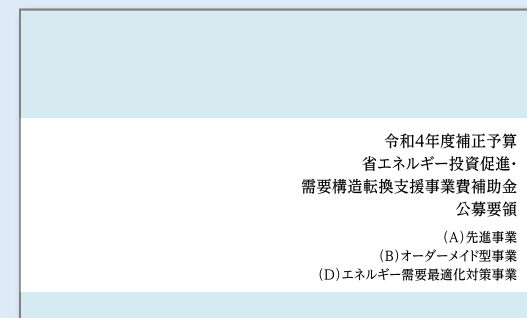 令和4年度補正予算
省エネルギー投資促進・
需要構造転換支援事業費補助金
公募要領
(A)先進事業
(B)オーダーメイド型事業
(D)エネルギー需要最適化対策事業